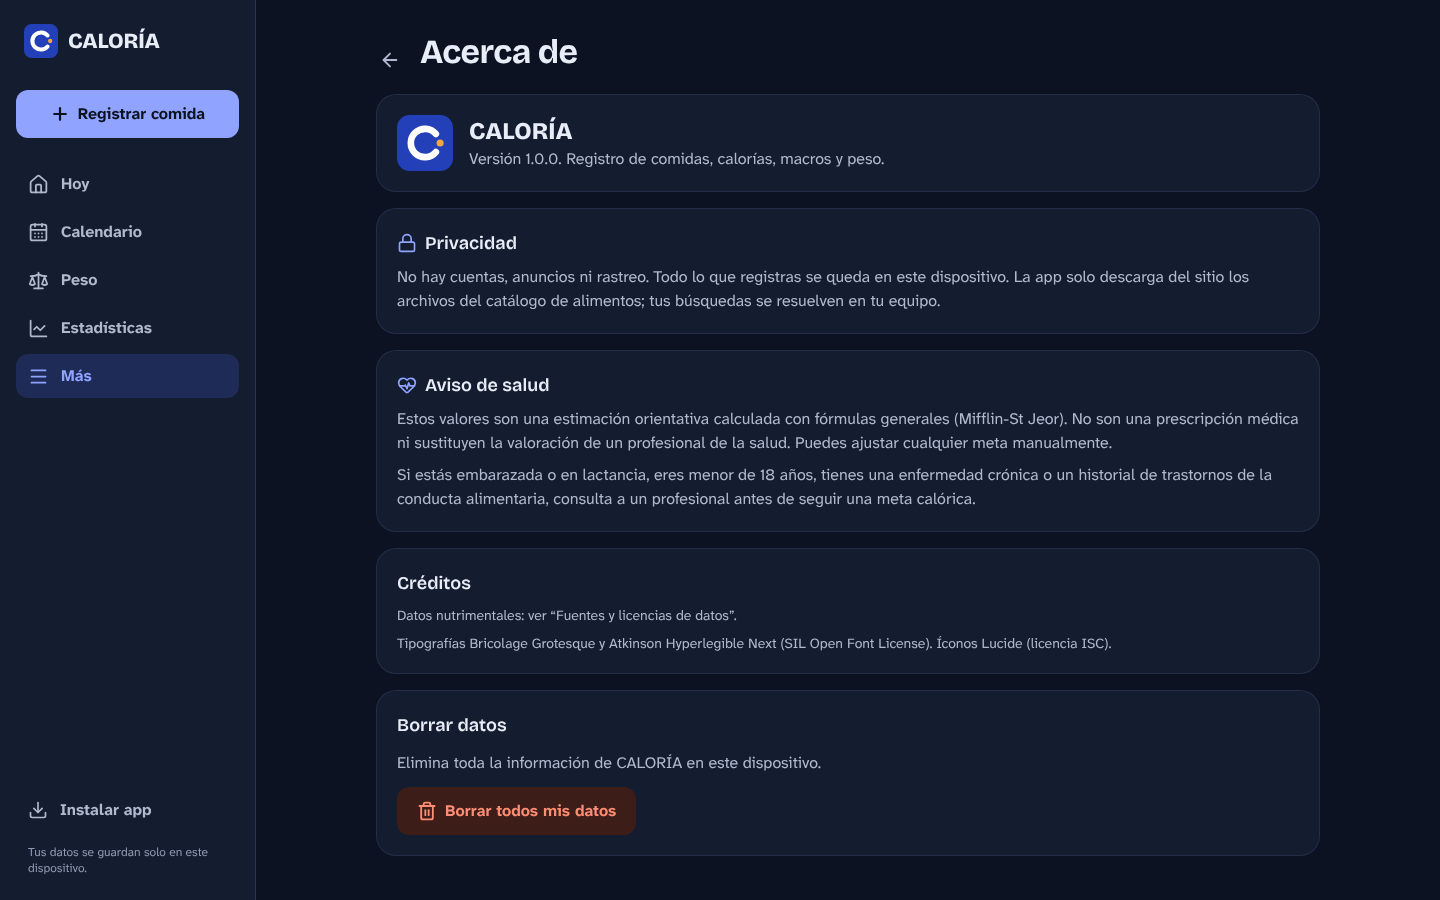 CALORÍA
Registrar comida
Hoy
Calendario
Peso
Estadísticas
Más
Instalar app
Tus datos se guardan solo en este
dispositivo.
Acerca de
CALORÍA
Versión 1.0.0. Registro de comidas, calorías, macros y peso.
Privacidad
No hay cuentas, anuncios ni rastreo. Todo lo que registras se queda en este dispositivo. La app solo descarga del sitio los
archivos del catálogo de alimentos; tus búsquedas se resuelven en tu equipo.
Aviso de salud
Estos valores son una estimación orientativa calculada con fórmulas generales (Mifflin-St Jeor). No son una prescripción médica
ni sustituyen la valoración de un profesional de la salud. Puedes ajustar cualquier meta manualmente.
Si estás embarazada o en lactancia, eres menor de 18 años, tienes una enfermedad crónica o un historial de trastornos de la
conducta alimentaria, consulta a un profesional antes de seguir una meta calórica.
Créditos
Datos nutrimentales: ver “Fuentes y licencias de datos”.
Tipografías Bricolage Grotesque y Atkinson Hyperlegible Next (SIL Open Font License). Íconos Lucide (licencia ISC).
Borrar datos
Elimina toda la información de CALORÍA en este dispositivo.
Borrar todos mis datos